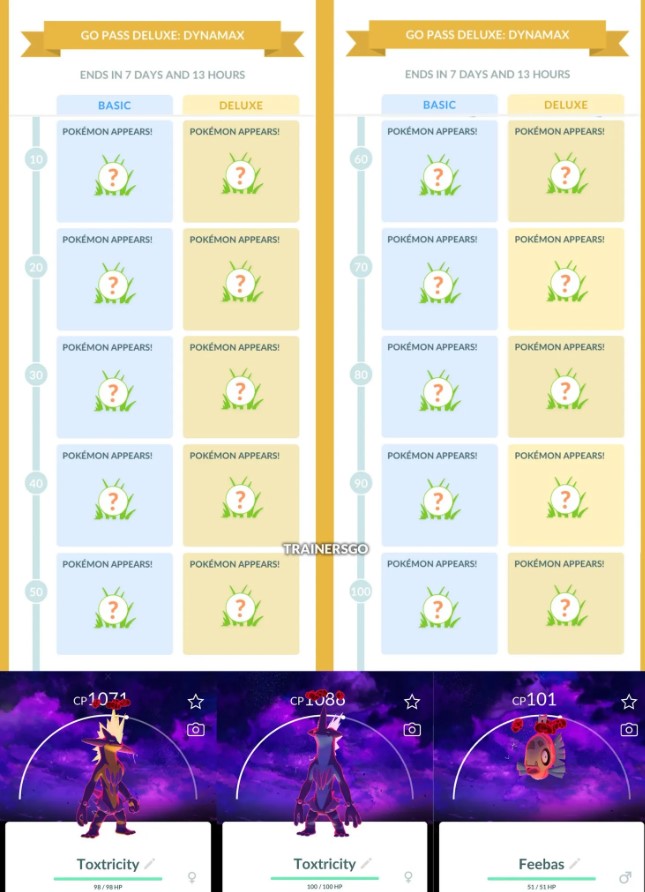 GO PASS DELUXE: DYNAMAX
ENDS IN 7 DAYS AND 13 HOURS
BASIC DELUXE
10 POKÉMON APPEARS! POKÉMON APPEARS!
? ?
20 POKÉMON APPEARS! POKÉMON APPEARS!
? ?
30 POKÉMON APPEARS! POKÉMON APPEARS!
? ?
40 POKÉMON APPEARS! POKÉMON APPEARS!
? ?
50 POKÉMON APPEARS! POKÉMON APPEARS!
? ?
GO PASS DELUXE: DYNAMAX
ENDS IN 7 DAYS AND 13 HOURS
BASIC DELUXE
60 POKÉMON APPEARS! POKÉMON APPEARS!
? ?
70 POKÉMON APPEARS! POKÉMON APPEARS!
? ?
80 POKÉMON APPEARS! POKÉMON APPEARS!
? ?
90 POKÉMON APPEARS! POKÉMON APPEARS!
? ?
100 POKÉMON APPEARS! POKÉMON APPEARS!
? ?
TRAINERSGO
CP1071
Toxtricity
98 / 98 HP
CP1086
Toxtricity
100 / 100 HP
CP101
Feebas
51 / 51 HP